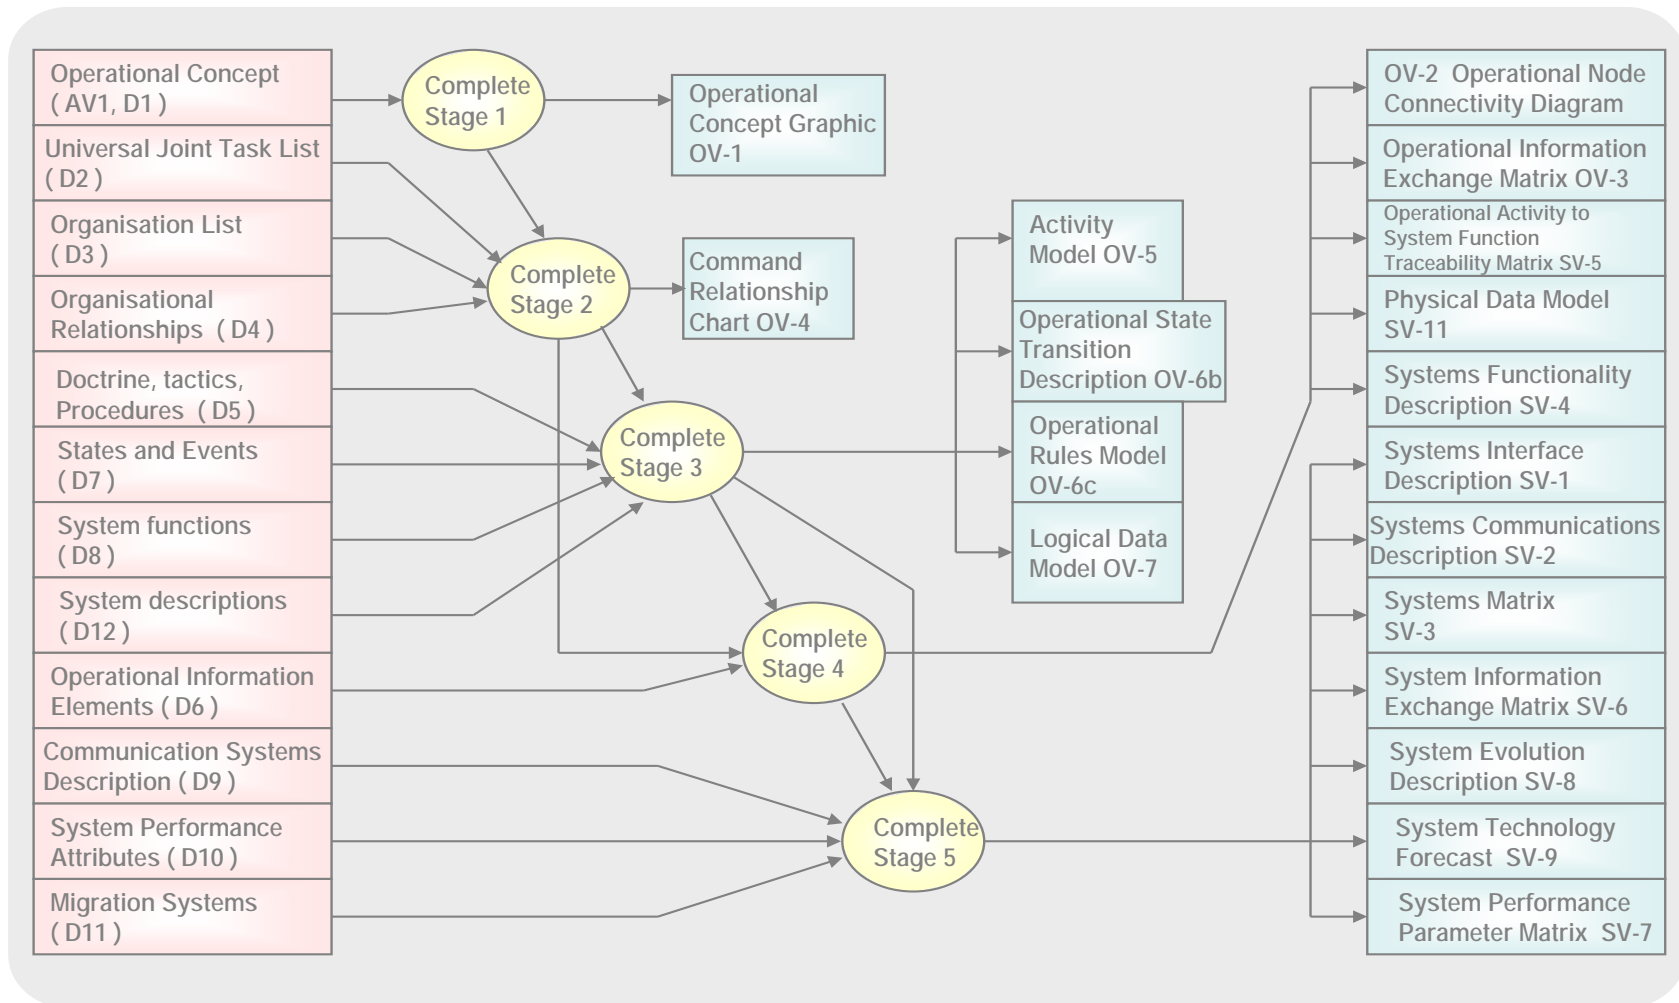 Operational Concept
( AV1, D1 )
Universal Joint Task List
( D2 )
Organisation List
( D3 )
Organisational
Relationships ( D4 )
Doctrine, tactics,
Procedures ( D5 )
States and Events
( D7 )
System functions
(D8 )
System descriptions
(D12 )
Operational Information
Elements ( D6 )
Communication Systems
Description ( D9 )
System Performance
Attributes ( D10 )
Migration Systems
( D11 )
Complete
Stage 1
Complete
Stage 2
Complete
Stage 3
Complete
Stage 4
Complete
Stage 5
Operational
Concept Graphic
OV-1
Command
Relationship
Chart OV-4
Activity
Model OV-5
Operational State
Transition
Description OV-6b
Operational
Rules Model
OV-6c
Logical Data
Model OV-7
OV-2 Operational Node
Connectivity Diagram
Operational Information
Exchange Matrix OV-3
Operational Activity to
System Function
Traceability Matrix SV-5
Physical Data Model
SV-11
Systems Functionality
Description SV-4
Systems Interface
Description SV-1
Systems Communications
Description SV-2
Systems Matrix
SV-3
System Information
Exchange Matrix SV-6
System Evolution
Description SV-8
System Technology
Forecast SV-9
System Performance
Parameter Matrix SV-7